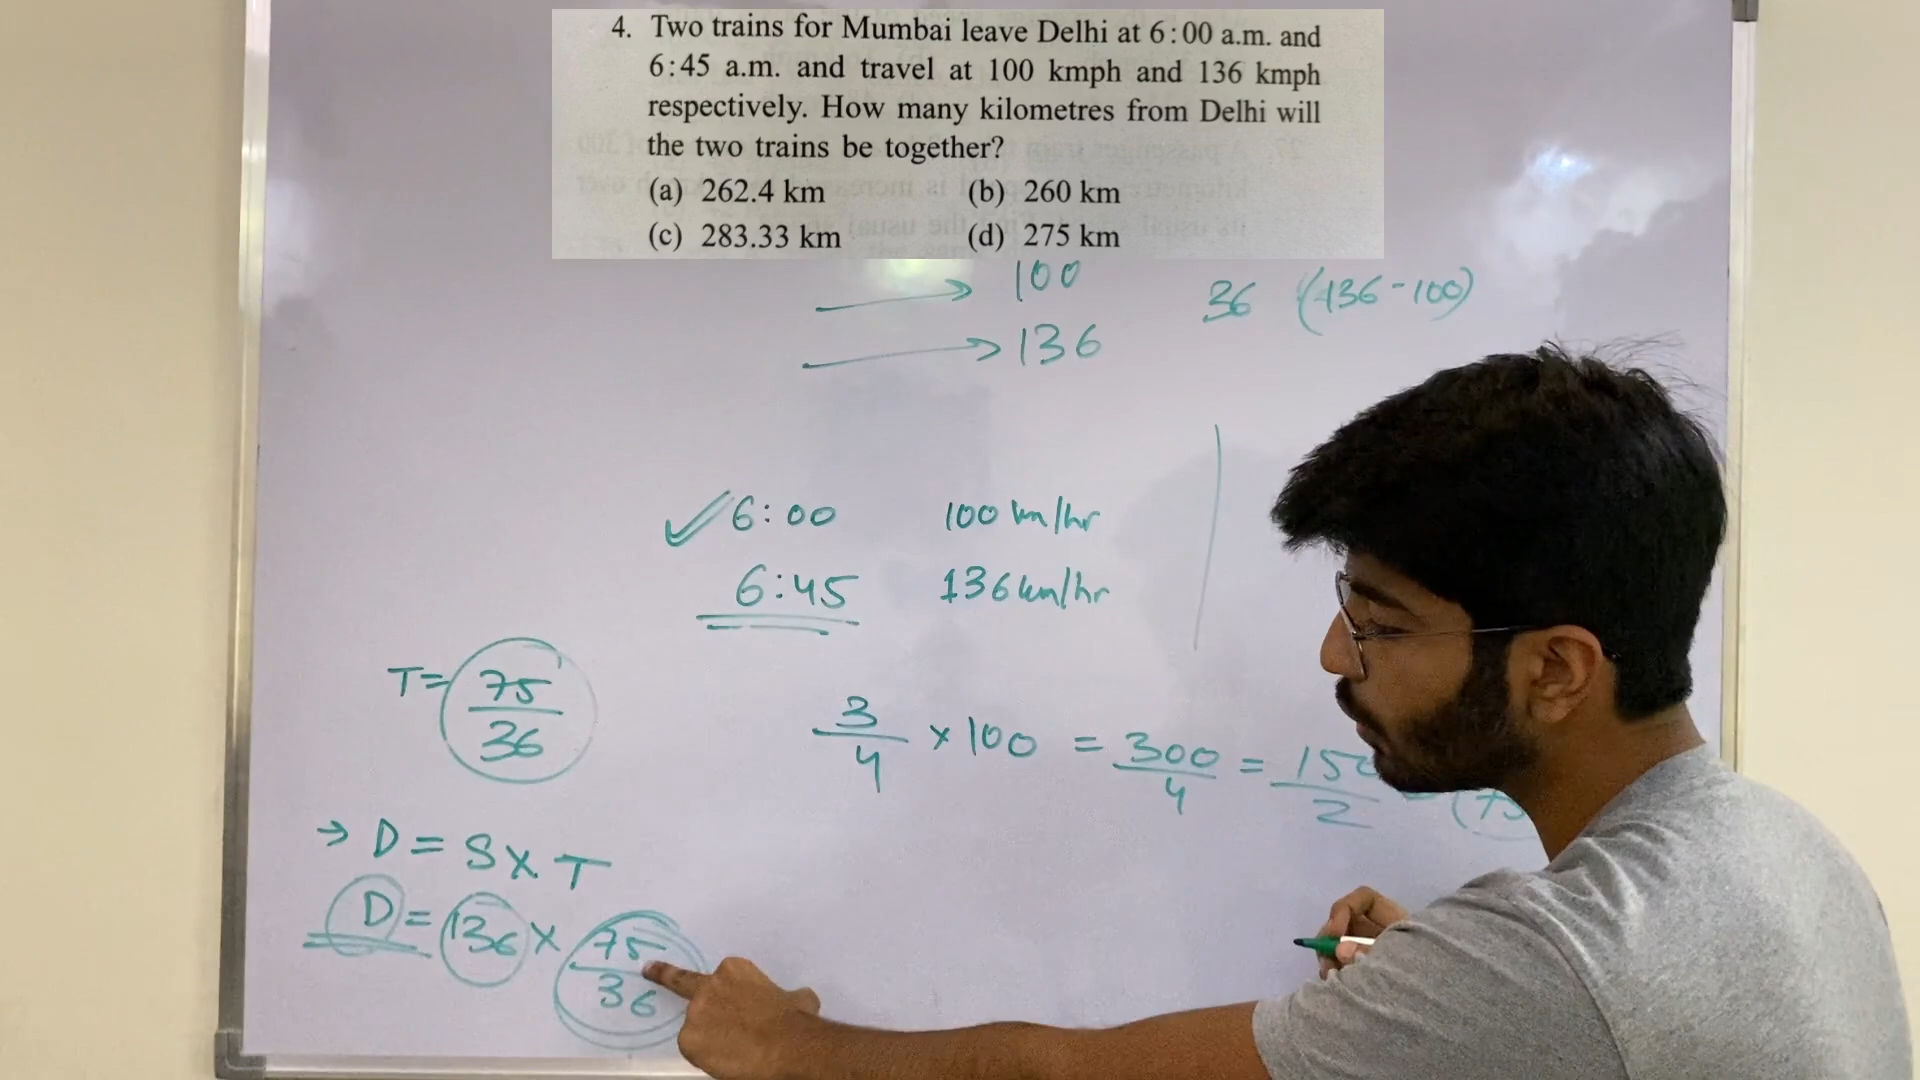 4. Two trains for Mumbai leave Delhi at 6:00 a.m. and
6:45 a.m. and travel at 100 kmph and 136 kmph
respectively. How many kilometres from Delhi will
the two trains be together?
(a) 262.4 km (b) 260 km
(c) 283.33 km (d) 275 km
→ 100 36 (136-100)
→ 136
✓ 6:00 100 km/hr
6:45 136 km/hr
T = 75/36
3/4 × 100 = 300/4 = 150/2 = (75
→ D = S × T
D = 136 × 75/36